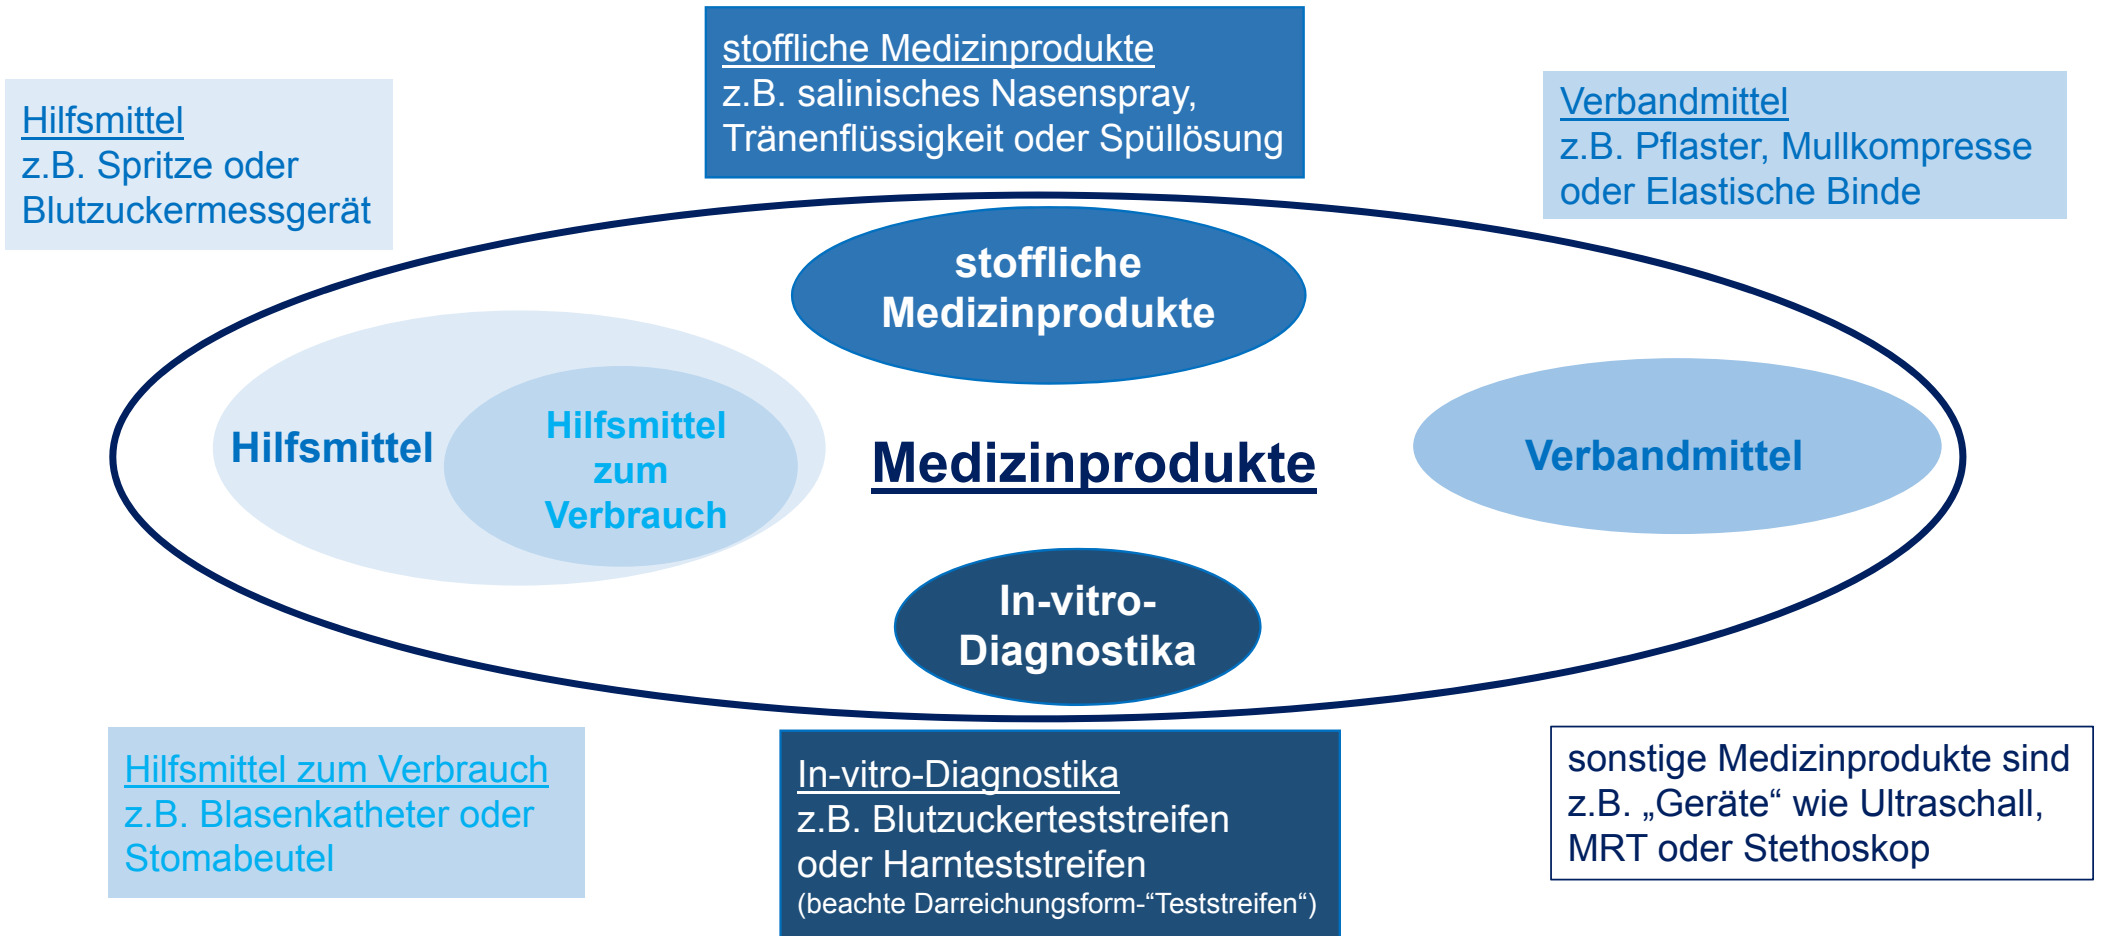 stoffliche Medizinprodukte
z.B. salinisches Nasenspray,
Tränenflüssigkeit oder Spüllösung
Hilfsmittel
z.B. Spritze oder
Blutzuckermessgerät
Verbandmittel
z.B. Pflaster, Mullkompresse
oder Elastische Binde
stoffliche
Medizinprodukte
Hilfsmittel
Hilfsmittel
zum
Verbrauch
Medizinprodukte
Verbandmittel
In-vitro-
Diagnostika
Hilfsmittel zum Verbrauch
z.B. Blasenkatheter oder
Stomabeutel
In-vitro-Diagnostika
z.B. Blutzuckerteststreifen
oder Harnteststreifen
(beachte Darreichungsform-“Teststreifen“)
sonstige Medizinprodukte sind
z.B. „Geräte“ wie Ultraschall,
MRT oder Stethoskop